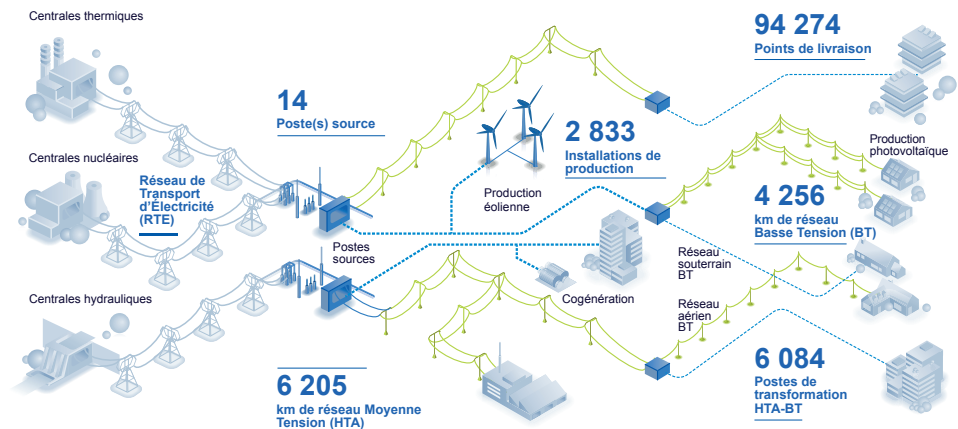 Centrales thermiques
94 274
Points de livraison
14
Poste(s) source
2 833
Installations de
production
Production
photovoltaïque
Centrales nucléaires
Réseau de
Transport
d'Électricité
(RTE)
Production
éolienne
4 256
km de réseau
Basse Tension (BT)
Postes
sources
Réseau
souterrain
BT
Centrales hydrauliques
Cogénération
Réseau
aérien
BT
6 205
km de réseau Moyenne
Tension (HTA)
6 084
Postes de
transformation
HTA-BT